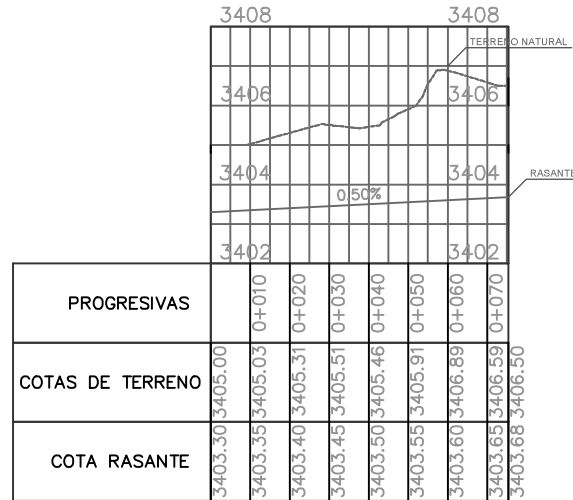 3408 3408
TERRENO NATURAL
3406 3406
3404 3404
RASANTE
0.50%
3402 3402
PROGRESIVAS 0+010 0+020 0+030 0+040 0+050 0+060 0+070
COTAS DE TERRENO 3405.00 3405.03 3405.31 3405.51 3405.46 3405.91 3406.89 3406.59 3406.50
COTA RASANTE 3403.30 3403.35 3403.40 3403.45 3403.50 3403.55 3403.60 3403.65 3403.68